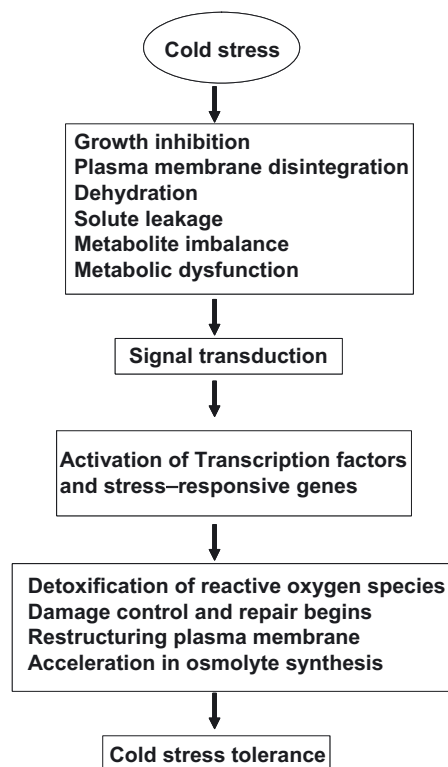 Cold stress
Growth inhibition
Plasma membrane disintegration
Dehydration
Solute leakage
Metabolite imbalance
Metabolic dysfunction
Signal transduction
Activation of Transcription factors
and stress–responsive genes
Detoxification of reactive oxygen species
Damage control and repair begins
Restructuring plasma membrane
Acceleration in osmolyte synthesis
Cold stress tolerance